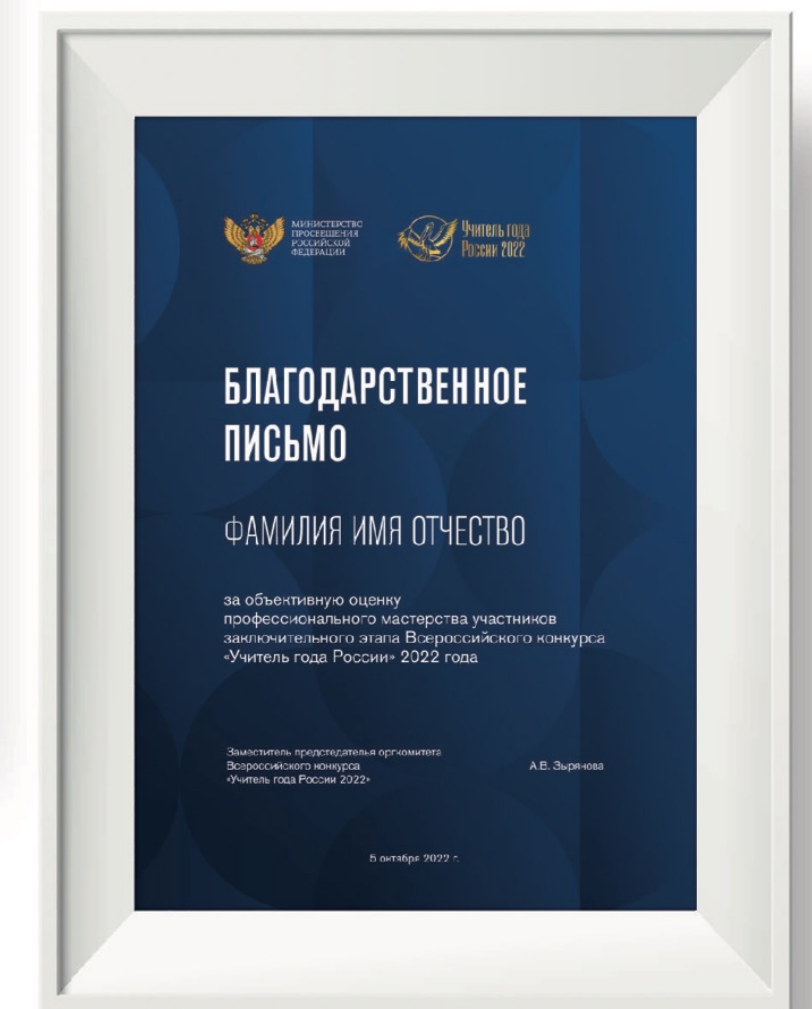 МИНИСТЕРСТВО
ПРОСВЕЩЕНИЯ
РОССИЙСКОЙ
ФЕДЕРАЦИИ
Учитель года
России 2022
БЛАГОДАРСТВЕННОЕ
ПИСЬМО
ФАМИЛИЯ ИМЯ ОТЧЕСТВО
за объективную оценку
профессионального мастерства участников
заключительного этапа Всероссийского конкурса
«Учитель года России» 2022 года
Заместитель председателя оргкомитета
Всероссийского конкурса
«Учитель года России 2022»
А.В. Зырянова
5 октября 2022 г.